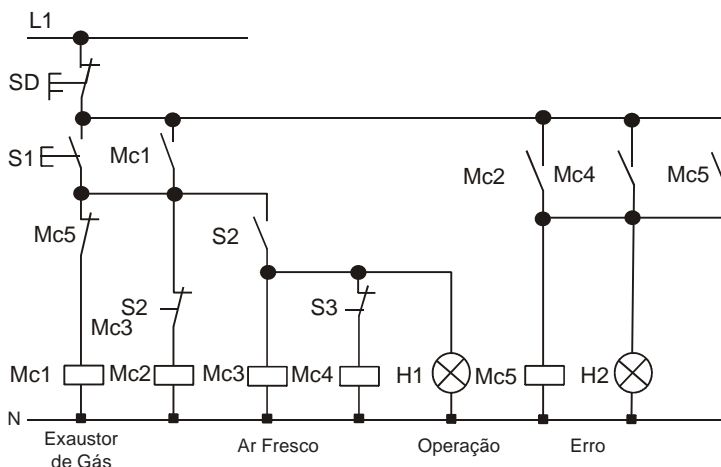 L1
SD
S1
Mc1
Mc2
Mc4
Mc5
Mc5
S2
S2
Mc3
S3
Mc1
Mc2
Mc3
Mc4
H1
Mc5
H2
N
Exaustor
de Gás
Ar Fresco
Operação
Erro